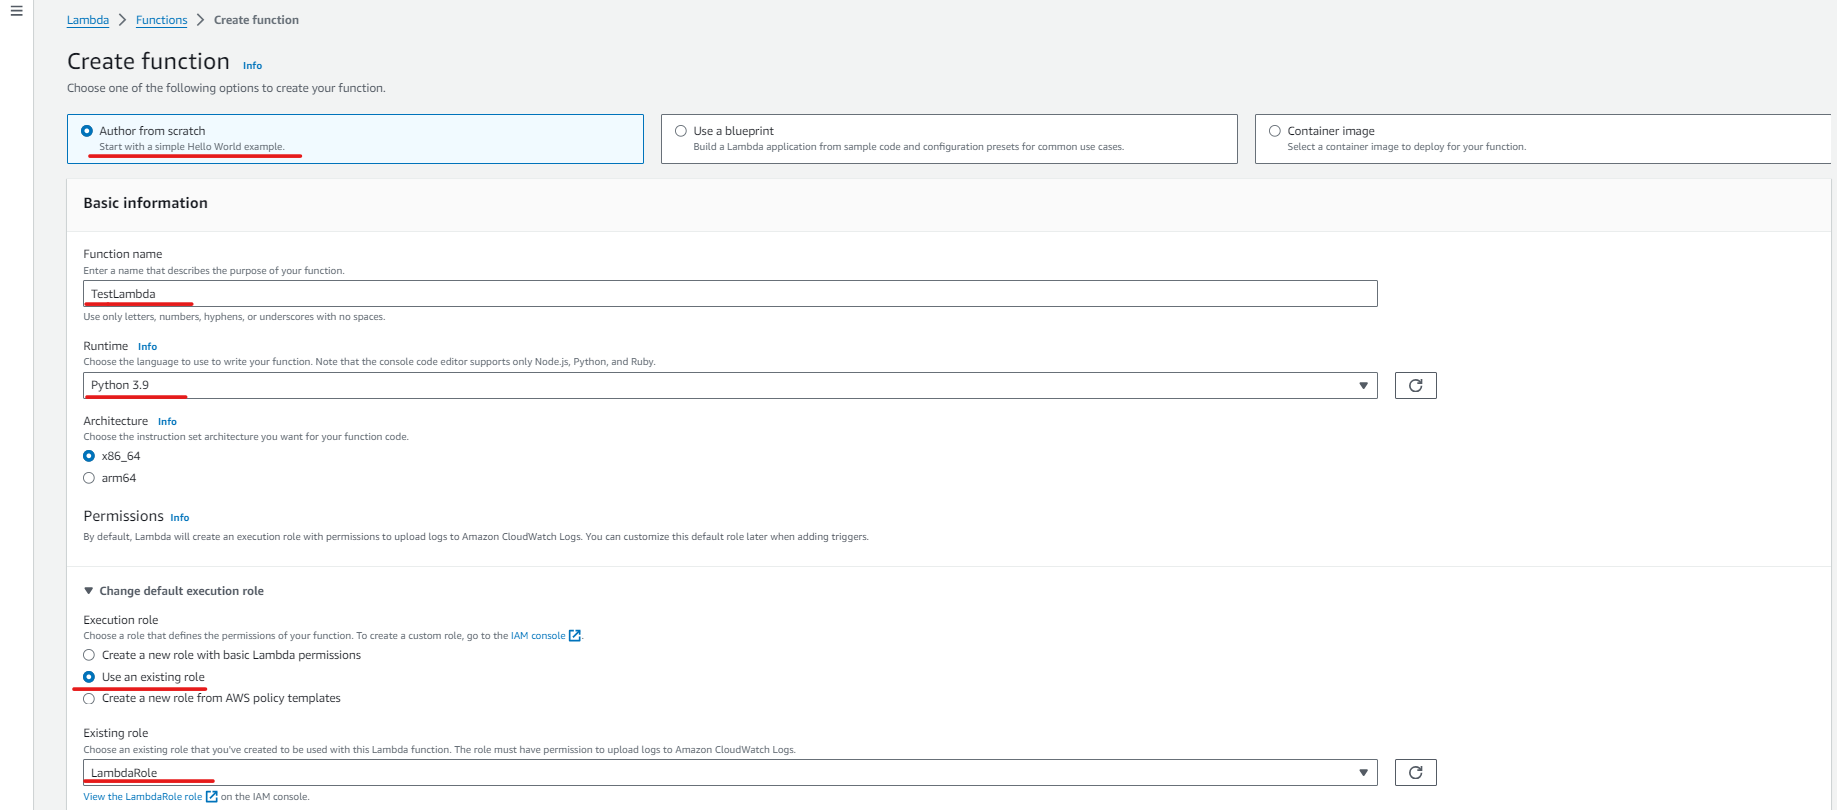 Lambda > Functions > Create function
Create function Info
Choose one of the following options to create your function.
Author from scratch
Start with a simple Hello World example.
Use a blueprint
Build a Lambda application from sample code and configuration presets for common use cases.
Container image
Select a container image to deploy for your function.
Basic information
Function name
Enter a name that describes the purpose of your function.
TestLambda
Use only letters, numbers, hyphens, or underscores with no spaces.
Runtime Info
Choose the language to use to write your function. Note that the console code editor supports only Node.js, Python, and Ruby.
Python 3.9
Architecture Info
Choose the instruction set architecture you want for your function code.
x86_64
arm64
Permissions Info
By default, Lambda will create an execution role with permissions to upload logs to Amazon CloudWatch Logs. You can customize this default role later when adding triggers.
Change default execution role
Execution role
Choose a role that defines the permissions of your function. To create a custom role, go to the IAM console.
Create a new role with basic Lambda permissions
Use an existing role
Create a new role from AWS policy templates
Existing role
Choose an existing role that you've created to be used with this Lambda function. The role must have permission to upload logs to Amazon CloudWatch Logs.
LambdaRole
View the LambdaRole role on the IAM console.